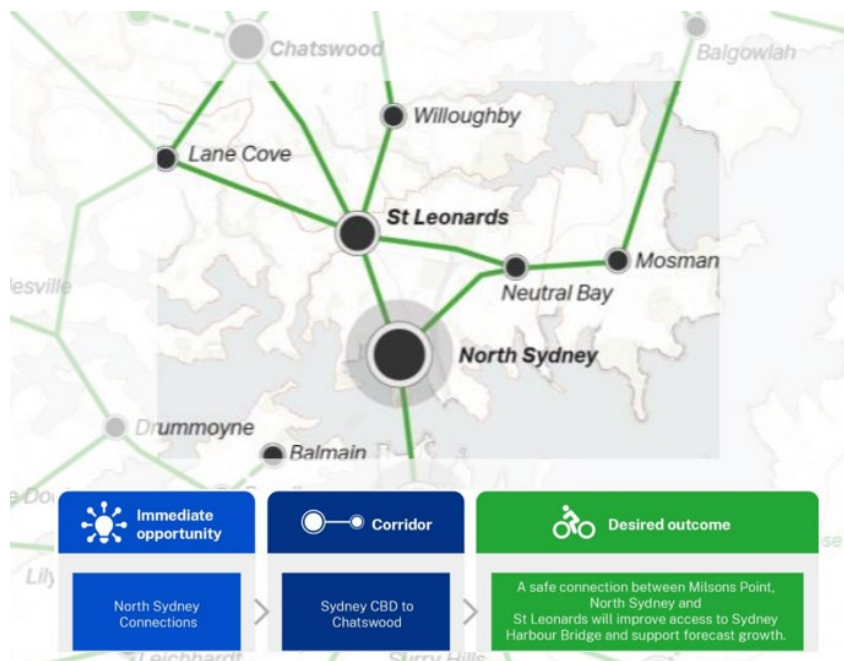 Chatswood
Balgowlah
Willoughby
Lane Cove
St Leonards
Mosman
Neutral Bay
esville
North Sydney
Drummoyne
Balmain
Immediate
opportunity
Corridor
Desired outcome
North Sydney
Connections
Sydney CBD to
Chatswood
A safe connection between Milsons Point,
North Sydney and
St Leonards will improve access to Sydney
Harbour Bridge and support forecast growth.
Lily
Leichhardt
Surry Hills